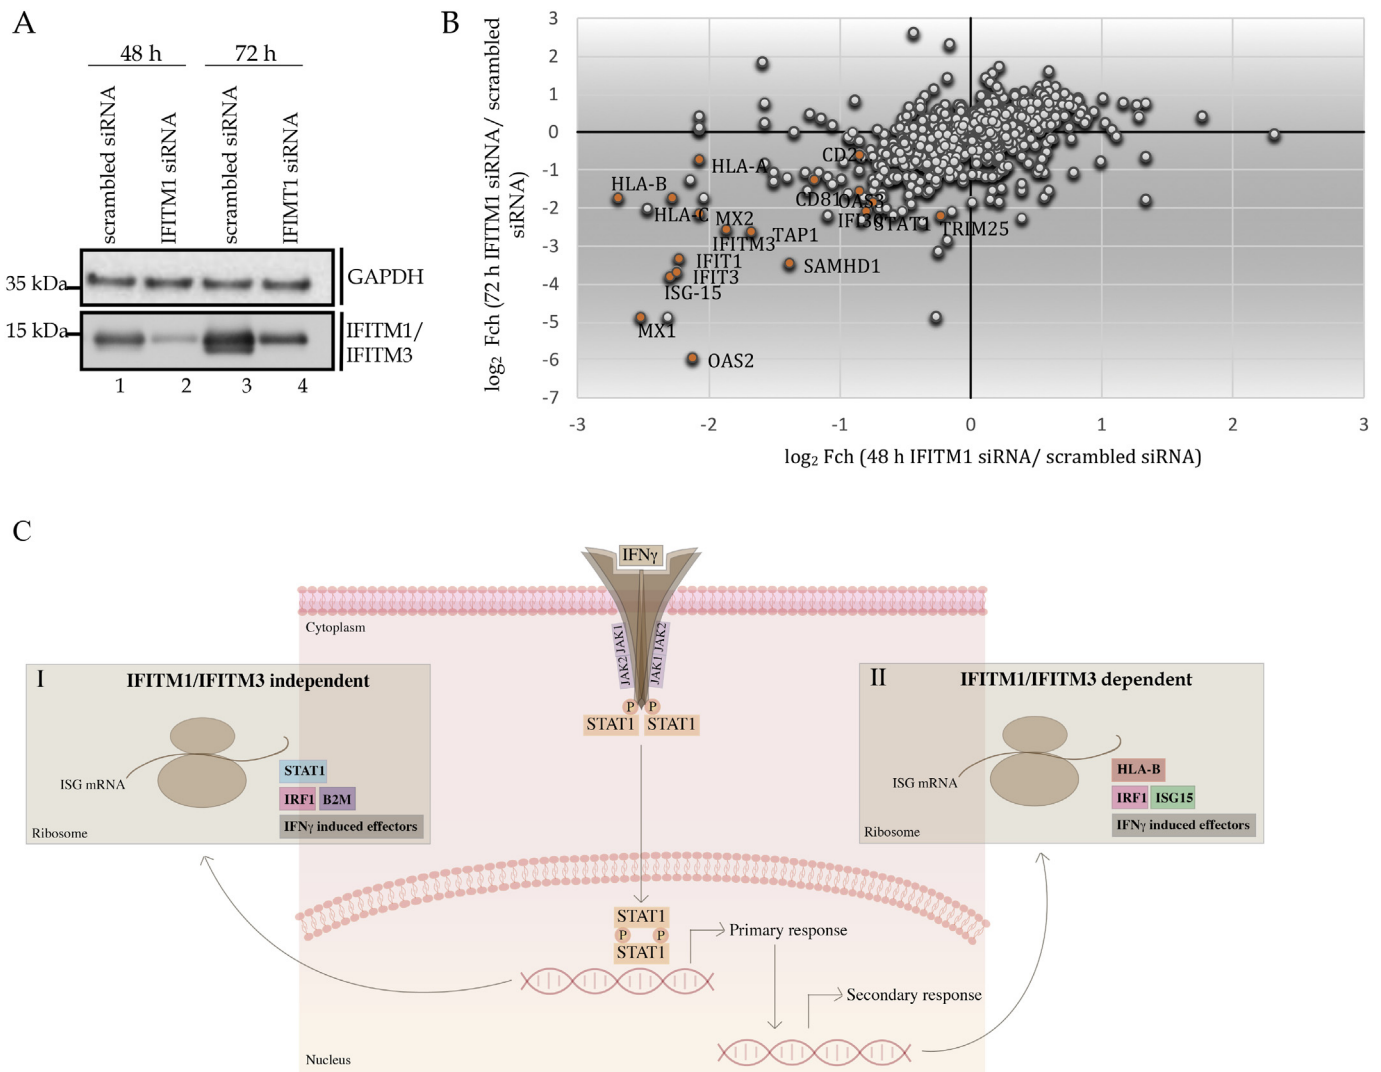 A
48 h
72 h
scrambled siRNA
IFITM1 siRNA
scrambled siRNA
IFIMT1 siRNA
35 kDa
GAPDH
15 kDa
IFITM1/
IFITM3
1
2
3
4
B
log₂ Fch (72 h IFITM1 siRNA/ scrambled
siRNA)
3
2
1
0
-1
-2
-3
-4
-5
-6
-7
CD2
HLA-A
HLA-B
CD81
OAS3
HLA-C
MX2
IFI3
STAT1
TRIM25
IFITM3
TAP1
IFIT1
SAMHD1
IFIT3
ISG-15
MX1
OAS2
-3
-2
-1
0
1
2
3
log₂ Fch (48 h IFITM1 siRNA/ scrambled siRNA)
C
IFNγ
Cytoplasm
JAK2 JAK1
JAK1 JAK2
P
P
STAT1
STAT1
I
IFITM1/IFITM3 independent
ISG mRNA
STAT1
IRF1
B2M
IFNγ induced effectors
Ribosome
II
IFITM1/IFITM3 dependent
ISG mRNA
HLA-B
IRF1
ISG15
IFNγ induced effectors
Ribosome
STAT1
P
P
STAT1
Primary response
Secondary response
Nucleus